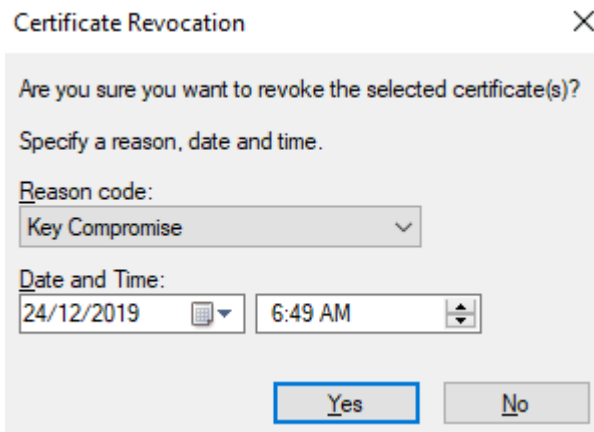 Certificate Revocation
Are you sure you want to revoke the selected certificate(s)?
Specify a reason, date and time.
Reason code:
Key Compromise
Date and Time:
24/12/2019 6:49 AM
Yes No